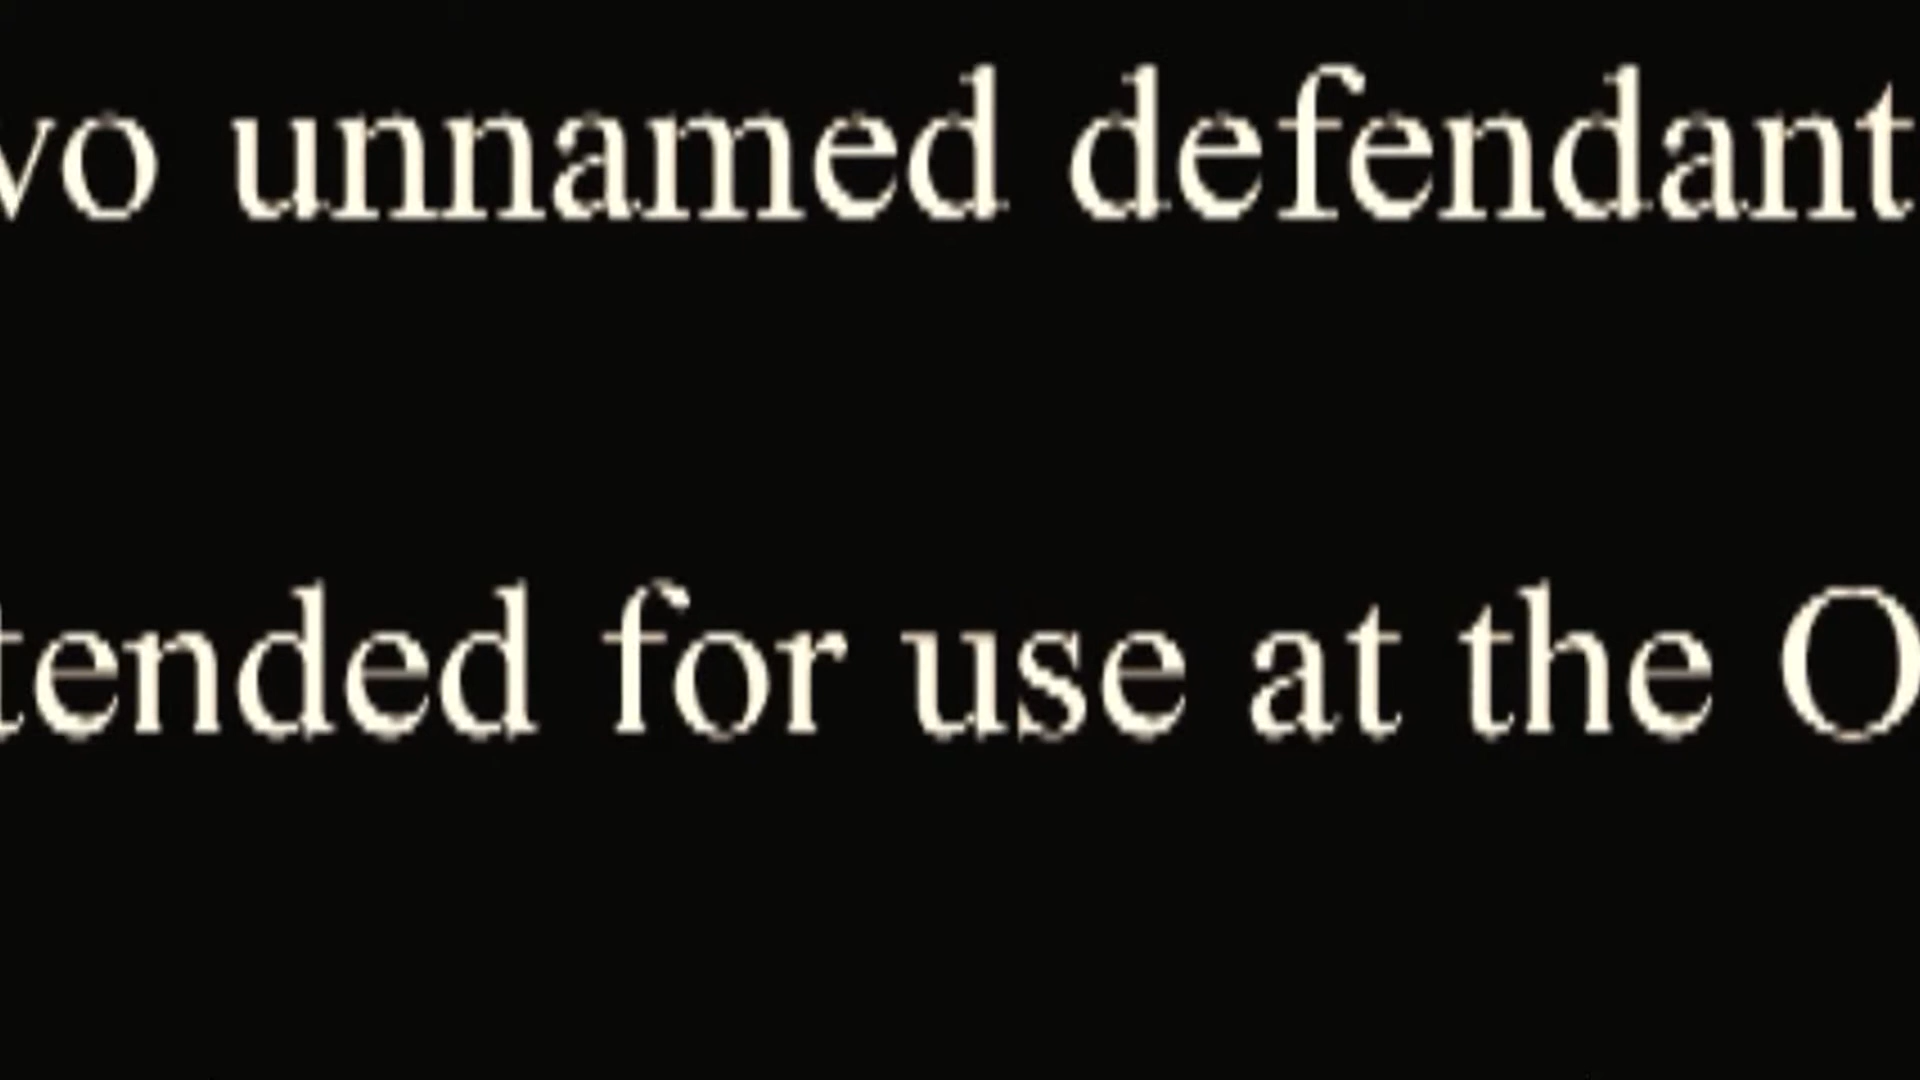 vo unnamed defendant
tended for use at the O